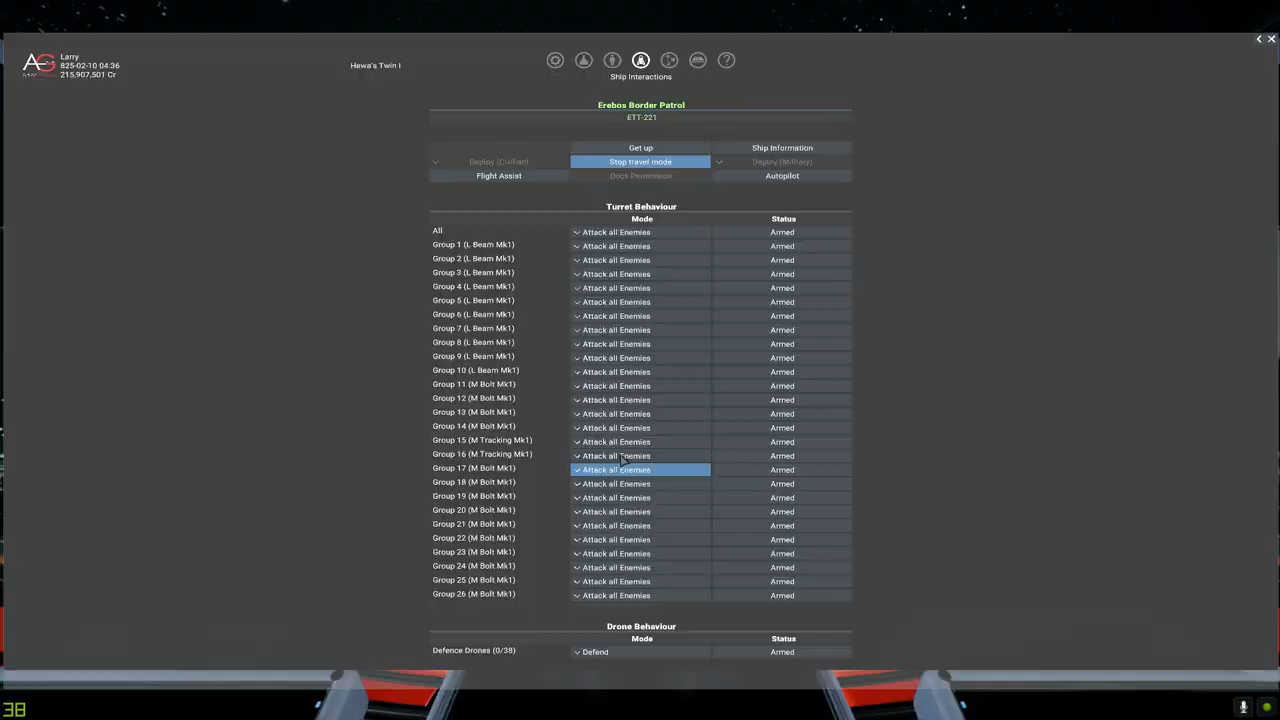 AG
Larry
825-02-10 04:36
215,907,501 Cr
Hewa's Twin I
Ship Interactions
Erebos Border Patrol
ETT-221
Get up
Ship Information
Deploy (Civilian)
Stop travel mode
Deploy (Military)
Flight Assist
Dock Permission
Autopilot
Turret Behaviour
Mode Status
All Attack all Enemies Armed
Group 1 (L Beam Mk1) Attack all Enemies Armed
Group 2 (L Beam Mk1) Attack all Enemies Armed
Group 3 (L Beam Mk1) Attack all Enemies Armed
Group 4 (L Beam Mk1) Attack all Enemies Armed
Group 5 (L Beam Mk1) Attack all Enemies Armed
Group 6 (L Beam Mk1) Attack all Enemies Armed
Group 7 (L Beam Mk1) Attack all Enemies Armed
Group 8 (L Beam Mk1) Attack all Enemies Armed
Group 9 (L Beam Mk1) Attack all Enemies Armed
Group 10 (L Beam Mk1) Attack all Enemies Armed
Group 11 (M Bolt Mk1) Attack all Enemies Armed
Group 12 (M Bolt Mk1) Attack all Enemies Armed
Group 13 (M Bolt Mk1) Attack all Enemies Armed
Group 14 (M Bolt Mk1) Attack all Enemies Armed
Group 15 (M Tracking Mk1) Attack all Enemies Armed
Group 16 (M Tracking Mk1) Attack all Enemies Armed
Group 17 (M Bolt Mk1) Attack all Enemies Armed
Group 18 (M Bolt Mk1) Attack all Enemies Armed
Group 19 (M Bolt Mk1) Attack all Enemies Armed
Group 20 (M Bolt Mk1) Attack all Enemies Armed
Group 21 (M Bolt Mk1) Attack all Enemies Armed
Group 22 (M Bolt Mk1) Attack all Enemies Armed
Group 23 (M Bolt Mk1) Attack all Enemies Armed
Group 24 (M Bolt Mk1) Attack all Enemies Armed
Group 25 (M Bolt Mk1) Attack all Enemies Armed
Group 26 (M Bolt Mk1) Attack all Enemies Armed
Drone Behaviour
Mode Status
Defence Drones (0/38) Defend Armed
38